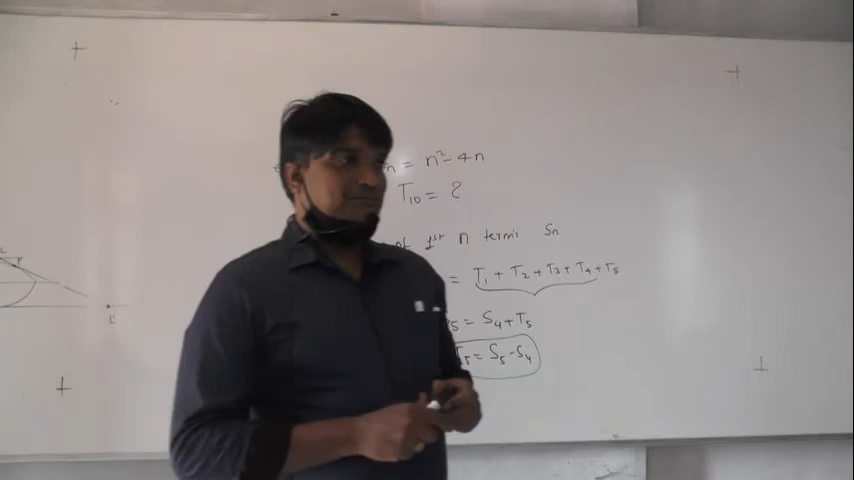 n = n² - 4n
T₁₀ = ?
of 1st n terms Sn
= T₁ + T₂ + T₃ + T₄ + T₅
S₅ = S₄ + T₅
T₅ = S₅ - S₄